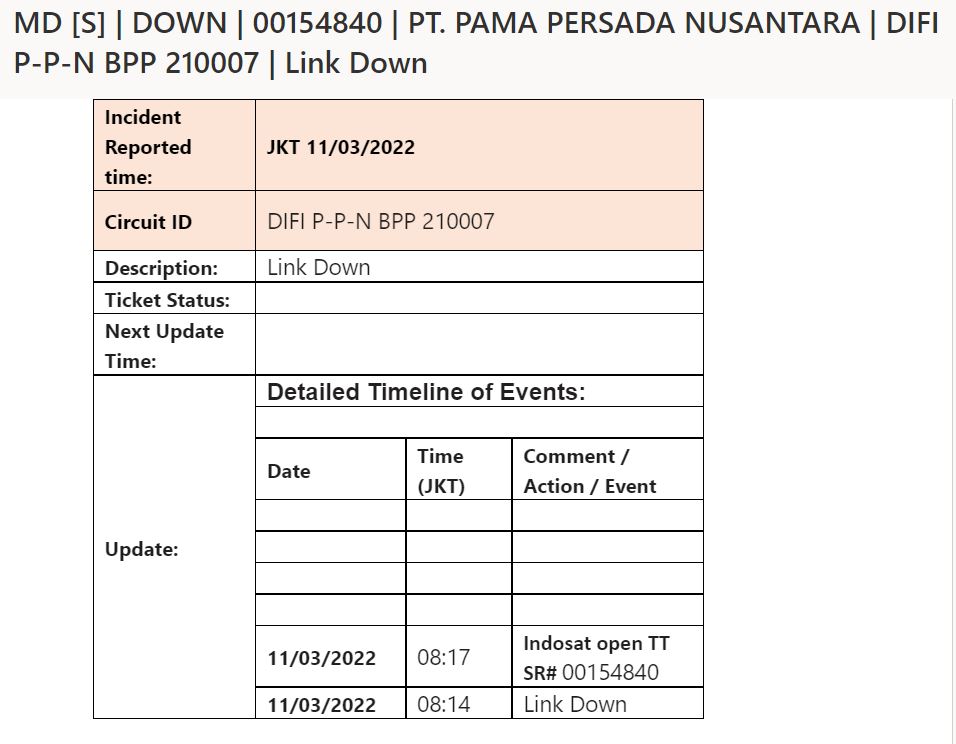 MD [S] | DOWN | 00154840 | PT. PAMA PERSADA NUSANTARA | DIFI
P-P-N BPP 210007 | Link Down
Incident
Reported
time:
JKT 11/03/2022
Circuit ID
DIFI P-P-N BPP 210007
Description:
Link Down
Ticket Status:
Next Update
Time:
Update:
Detailed Timeline of Events:
Date
Time
(JKT)
Comment /
Action / Event
11/03/2022
08:17
Indosat open TT
SR# 00154840
11/03/2022
08:14
Link Down